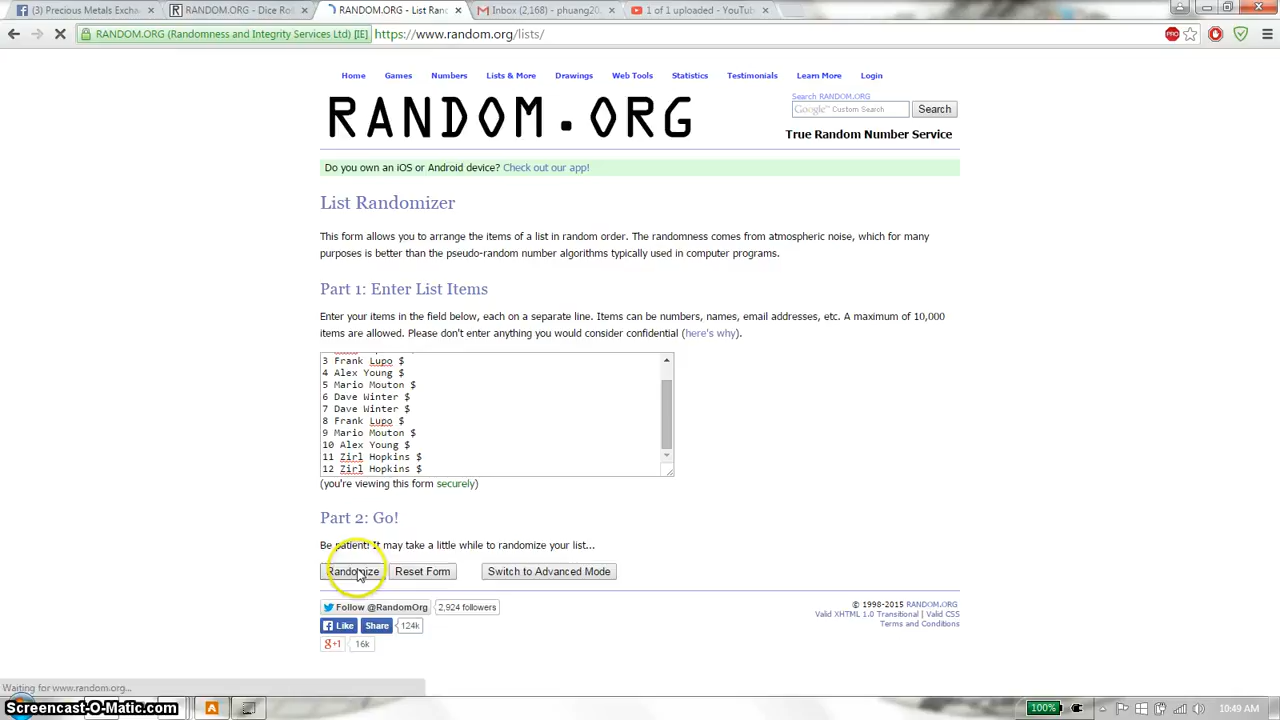 (3) Precious Metals Exchan
RANDOM.ORG - Dice Ro
RANDOM.ORG - List Ran
Inbox (2,168) - phuang20
1 of 1 uploaded - YouTub
RANDOM.ORG (Randomness and Integrity Services Ltd) [IE] https://www.random.org/lists/
Home Games Numbers Lists & More Drawings Web Tools Statistics Testimonials Learn More Login
RANDOM.ORG
Search RANDOM.ORG
Google™ Custom Search Search
True Random Number Service
Do you own an iOS or Android device? Check out our app!
List Randomizer
This form allows you to arrange the items of a list in random order. The randomness comes from atmospheric noise, which for many
purposes is better than the pseudo-random number algorithms typically used in computer programs.
Part 1: Enter List Items
Enter your items in the field below, each on a separate line. Items can be numbers, names, email addresses, etc. A maximum of 10,000
items are allowed. Please don't enter anything you would consider confidential (here's why).
3 Frank Lupo $
4 Alex Young $
5 Mario Mouton $
6 Dave Winter $
7 Dave Winter $
8 Frank Lupo $
9 Mario Mouton $
10 Alex Young $
11 Zirl Hopkins $
12 Zirl Hopkins $
(you're viewing this form securely)
Part 2: Go!
Be patient! It may take a little while to randomize your list...
Randomize Reset Form Switch to Advanced Mode
Follow @RandomOrg 2,924 followers
Like Share 124k
g+1 16k
© 1998-2015 RANDOM.ORG
Valid XHTML 1.0 Transitional | Valid CSS
Terms and Conditions
Waiting for www.random.org...
Screencast-O-Matic.com
100%
10:49 AM